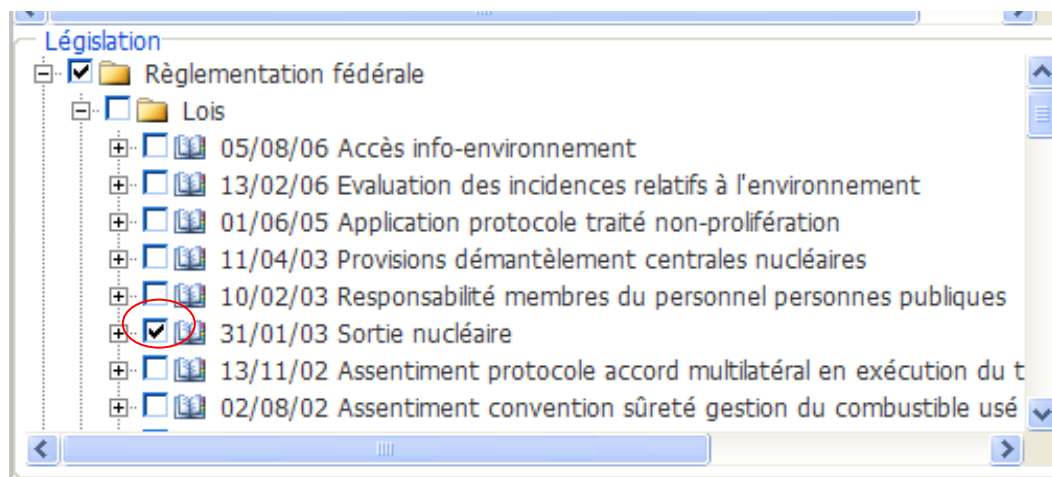 Législation
Règlementation fédérale
Lois
05/08/06 Accès info-environnement
13/02/06 Evaluation des incidences relatifs à l'environnement
01/06/05 Application protocole traité non-prolifération
11/04/03 Provisions démantèlement centrales nucléaires
10/02/03 Responsabilité membres du personnel personnes publiques
31/01/03 Sortie nucléaire
13/11/02 Assentiment protocole accord multilatéral en exécution du t
02/08/02 Assentiment convention sûreté gestion du combustible usé